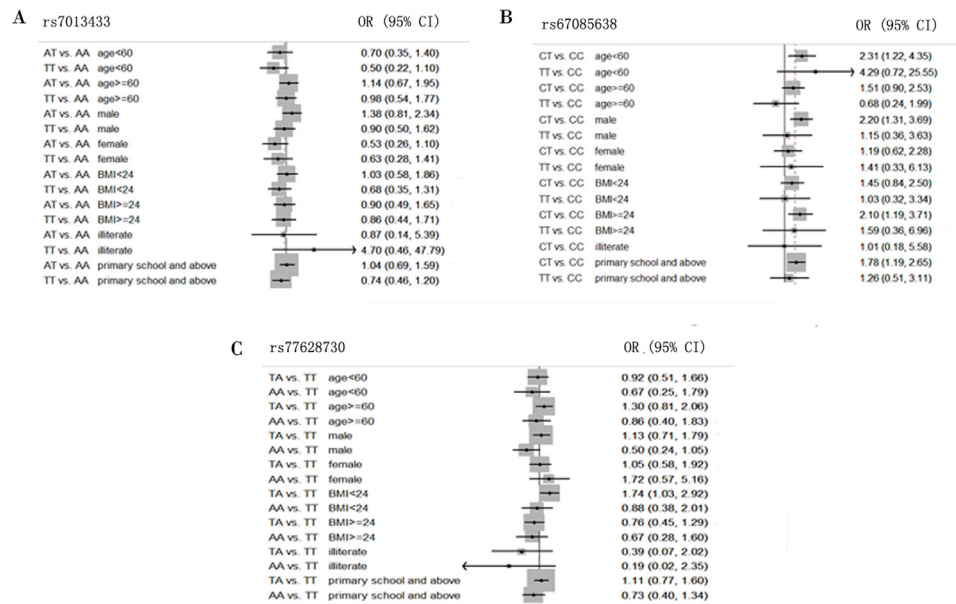 A rs7013433 OR (95% CI)
AT vs. AA age<60 0.70 (0.35, 1.40)
TT vs. AA age<60 0.50 (0.22, 1.10)
AT vs. AA age>=60 1.14 (0.67, 1.95)
TT vs. AA age>=60 0.98 (0.54, 1.77)
AT vs. AA male 1.38 (0.81, 2.34)
TT vs. AA male 0.90 (0.50, 1.62)
AT vs. AA female 0.53 (0.26, 1.10)
TT vs. AA female 0.63 (0.28, 1.41)
AT vs. AA BMI<24 1.03 (0.58, 1.86)
TT vs. AA BMI<24 0.68 (0.35, 1.31)
AT vs. AA BMI>=24 0.90 (0.49, 1.65)
TT vs. AA BMI>=24 0.86 (0.44, 1.71)
AT vs. AA illiterate 0.87 (0.14, 5.39)
TT vs. AA illiterate 4.70 (0.46, 47.79)
AT vs. AA primary school and above 1.04 (0.69, 1.59)
TT vs. AA primary school and above 0.74 (0.46, 1.20)
B rs67085638 OR (95% CI)
CT vs. CC age<60 2.31 (1.22, 4.35)
TT vs. CC age<60 4.29 (0.72, 25.55)
CT vs. CC age>=60 1.51 (0.90, 2.53)
TT vs. CC age>=60 0.68 (0.24, 1.99)
CT vs. CC male 2.20 (1.31, 3.69)
TT vs. CC male 1.15 (0.36, 3.63)
CT vs. CC female 1.19 (0.62, 2.28)
TT vs. CC female 1.41 (0.33, 6.13)
CT vs. CC BMI<24 1.45 (0.84, 2.50)
TT vs. CC BMI<24 1.03 (0.32, 3.34)
CT vs. CC BMI>=24 2.10 (1.19, 3.71)
TT vs. CC BMI>=24 1.59 (0.36, 6.96)
CT vs. CC illiterate 1.01 (0.18, 5.58)
CT vs. CC primary school and above 1.78 (1.19, 2.65)
TT vs. CC primary school and above 1.26 (0.51, 3.11)
C rs77628730 OR (95% CI)
TA vs. TT age<60 0.92 (0.51, 1.66)
AA vs. TT age<60 0.67 (0.25, 1.79)
TA vs. TT age>=60 1.30 (0.81, 2.06)
AA vs. TT age>=60 0.86 (0.40, 1.83)
TA vs. TT male 1.13 (0.71, 1.79)
AA vs. TT male 0.50 (0.24, 1.05)
TA vs. TT female 1.05 (0.58, 1.92)
AA vs. TT female 1.72 (0.57, 5.16)
TA vs. TT BMI<24 1.74 (1.03, 2.92)
AA vs. TT BMI<24 0.88 (0.38, 2.01)
TA vs. TT BMI>=24 0.76 (0.45, 1.29)
AA vs. TT BMI>=24 0.67 (0.28, 1.60)
TA vs. TT illiterate 0.39 (0.07, 2.02)
AA vs. TT illiterate 0.19 (0.02, 2.35)
TA vs. TT primary school and above 1.11 (0.77, 1.60)
AA vs. TT primary school and above 0.73 (0.40, 1.34)